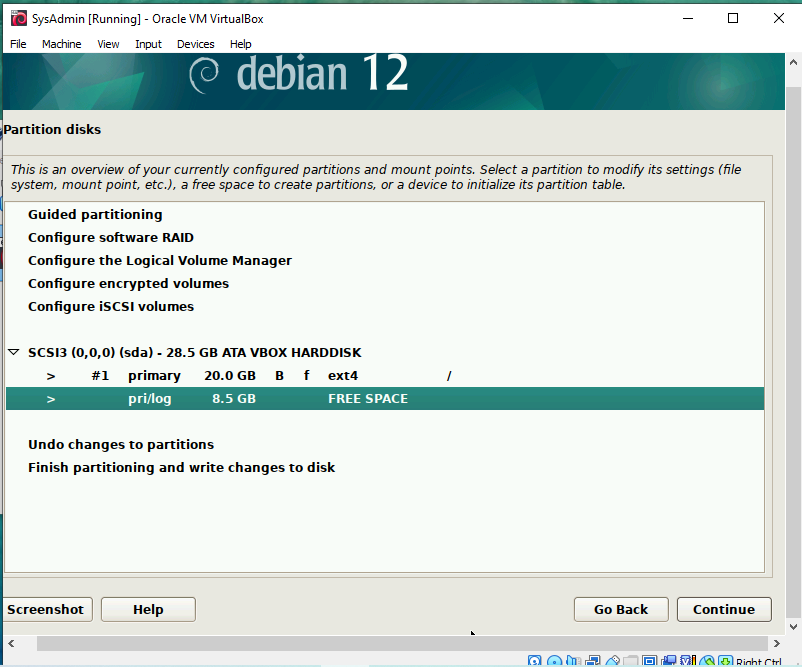 SysAdmin [Running] - Oracle VM VirtualBox
File Machine View Input Devices Help
debian 12
Partition disks
This is an overview of your currently configured partitions and mount points. Select a partition to modify its settings (file
system, mount point, etc.), a free space to create partitions, or a device to initialize its partition table.
Guided partitioning
Configure software RAID
Configure the Logical Volume Manager
Configure encrypted volumes
Configure iSCSI volumes
SCSI3 (0,0,0) (sda) - 28.5 GB ATA VBOX HARDDISK
> #1 primary 20.0 GB B f ext4 /
> pri/log 8.5 GB FREE SPACE
Undo changes to partitions
Finish partitioning and write changes to disk
Screenshot Help Go Back Continue
Right Ctrl